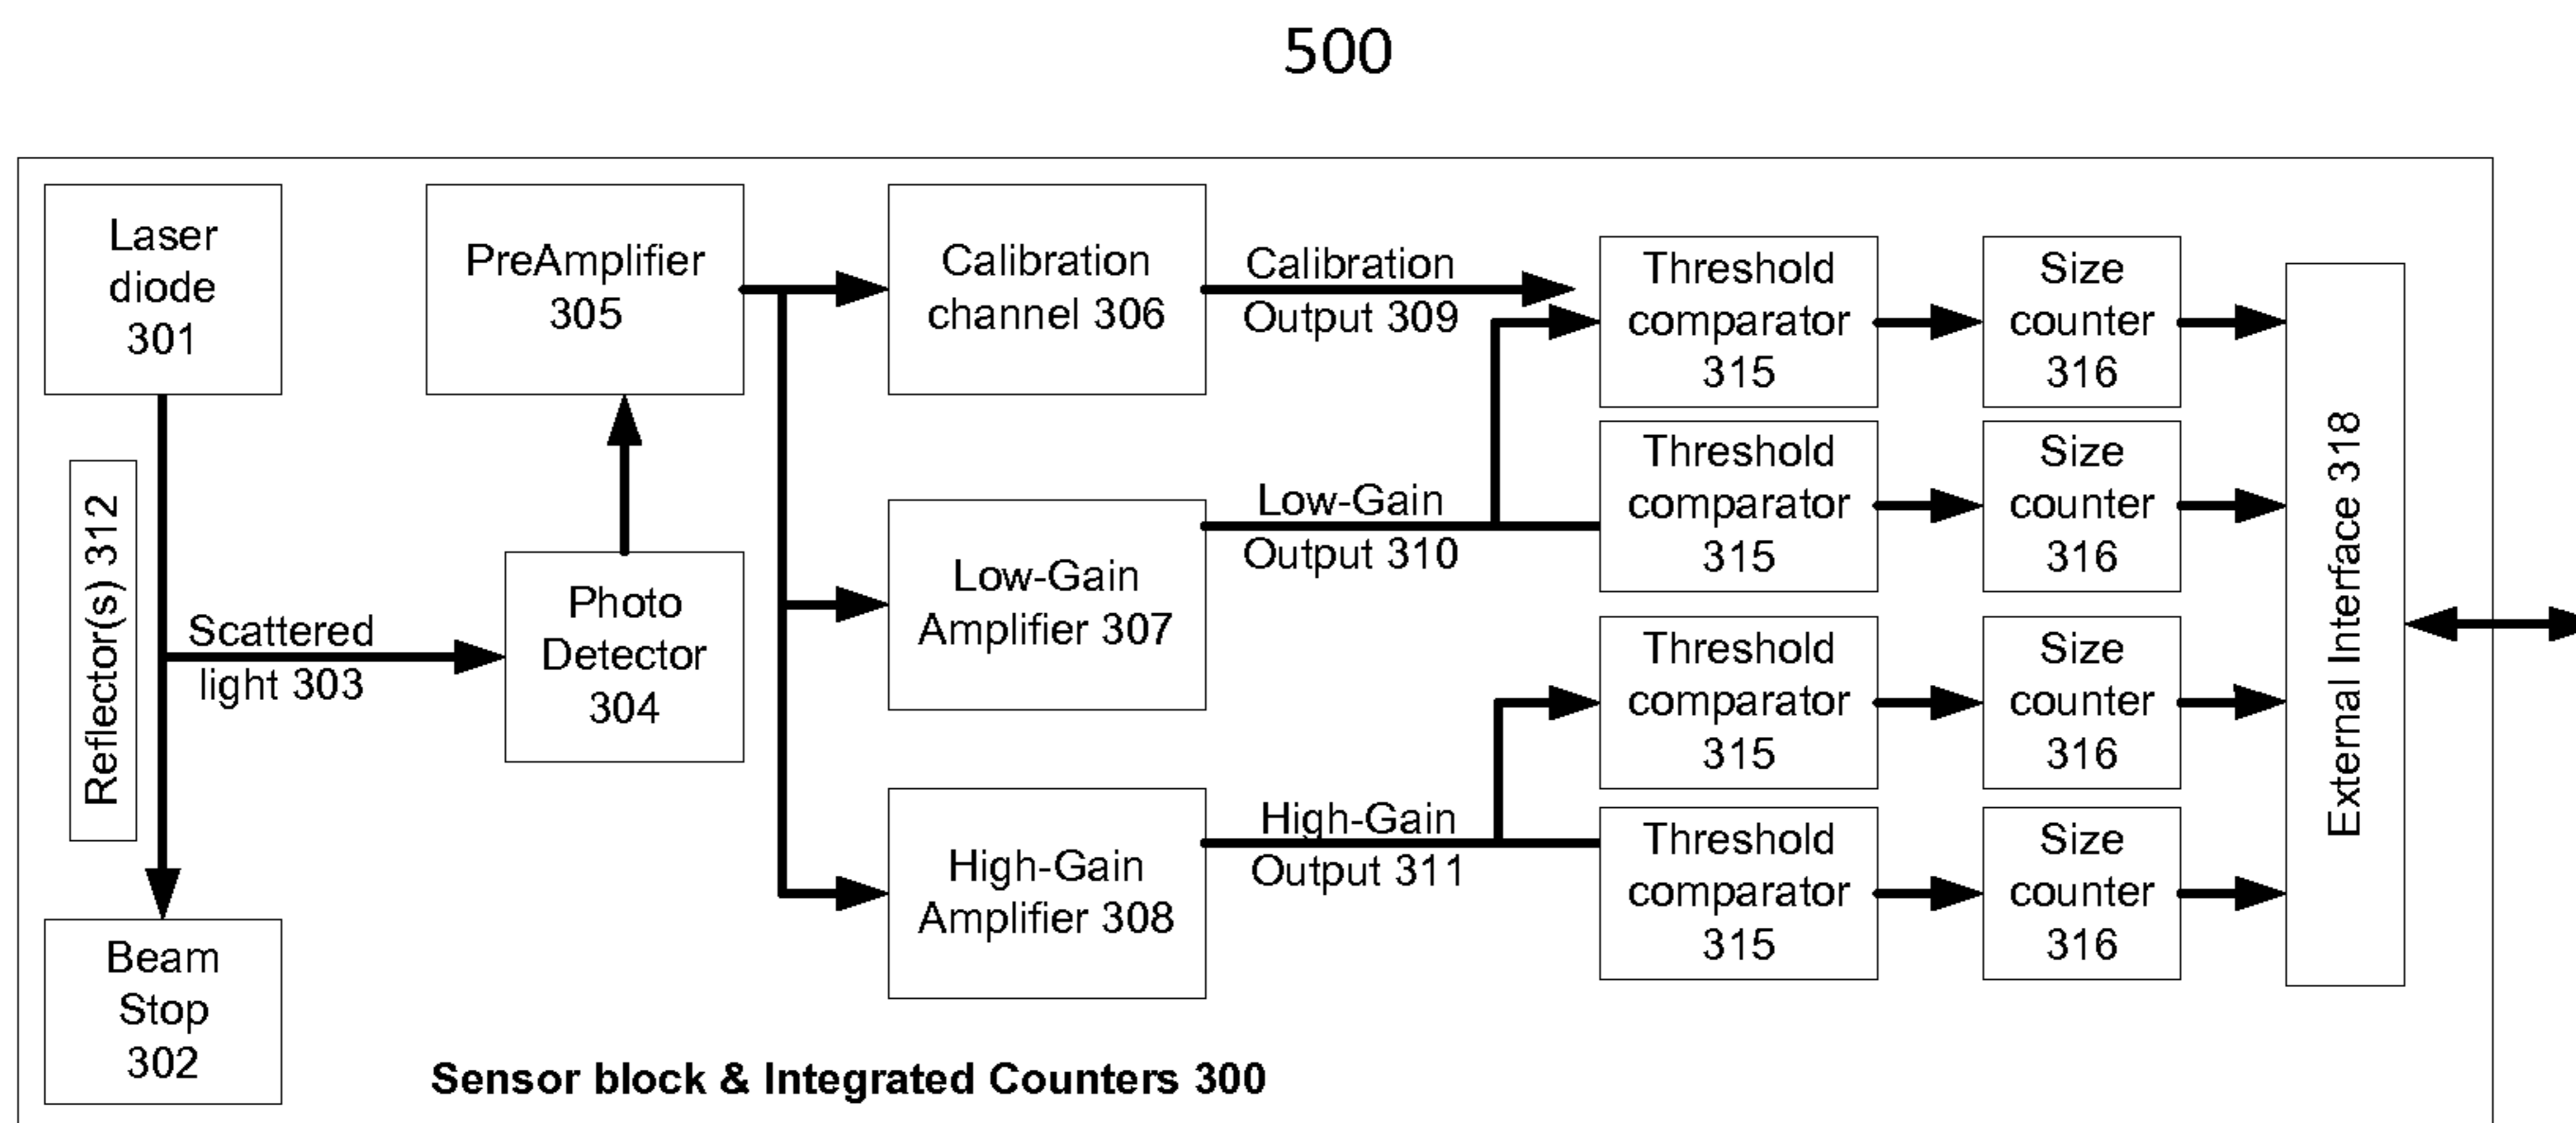 500
Laser
diode
301
PreAmplifier
305
Calibration
channel 306
Calibration
Output 309
Threshold
comparator
315
Size
counter
316
Reflector(s) 312
Scattered
light 303
Photo
Detector
304
Low-Gain
Amplifier 307
Low-Gain
Output 310
Threshold
comparator
315
Size
counter
316
High-Gain
Amplifier 308
High-Gain
Output 311
Threshold
comparator
315
Size
counter
316
Threshold
comparator
315
Size
counter
316
External Interface 318
Beam
Stop
302
Sensor block & Integrated Counters 300